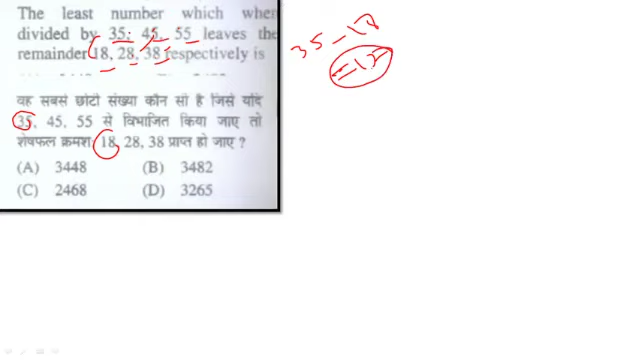 The least number which when
divided by 35, 45, 55 leaves the
remainder 18, 28, 38 respectively is
वह सबसे छोटी संख्या कौन सी है जिसे यदि
35, 45, 55 से विभाजित किया जाए तो
शेषफल क्रमशः 18, 28, 38 प्राप्त हो जाए ?
(A) 3448 (B) 3482
(C) 2468 (D) 3265
35 - 18
= 17